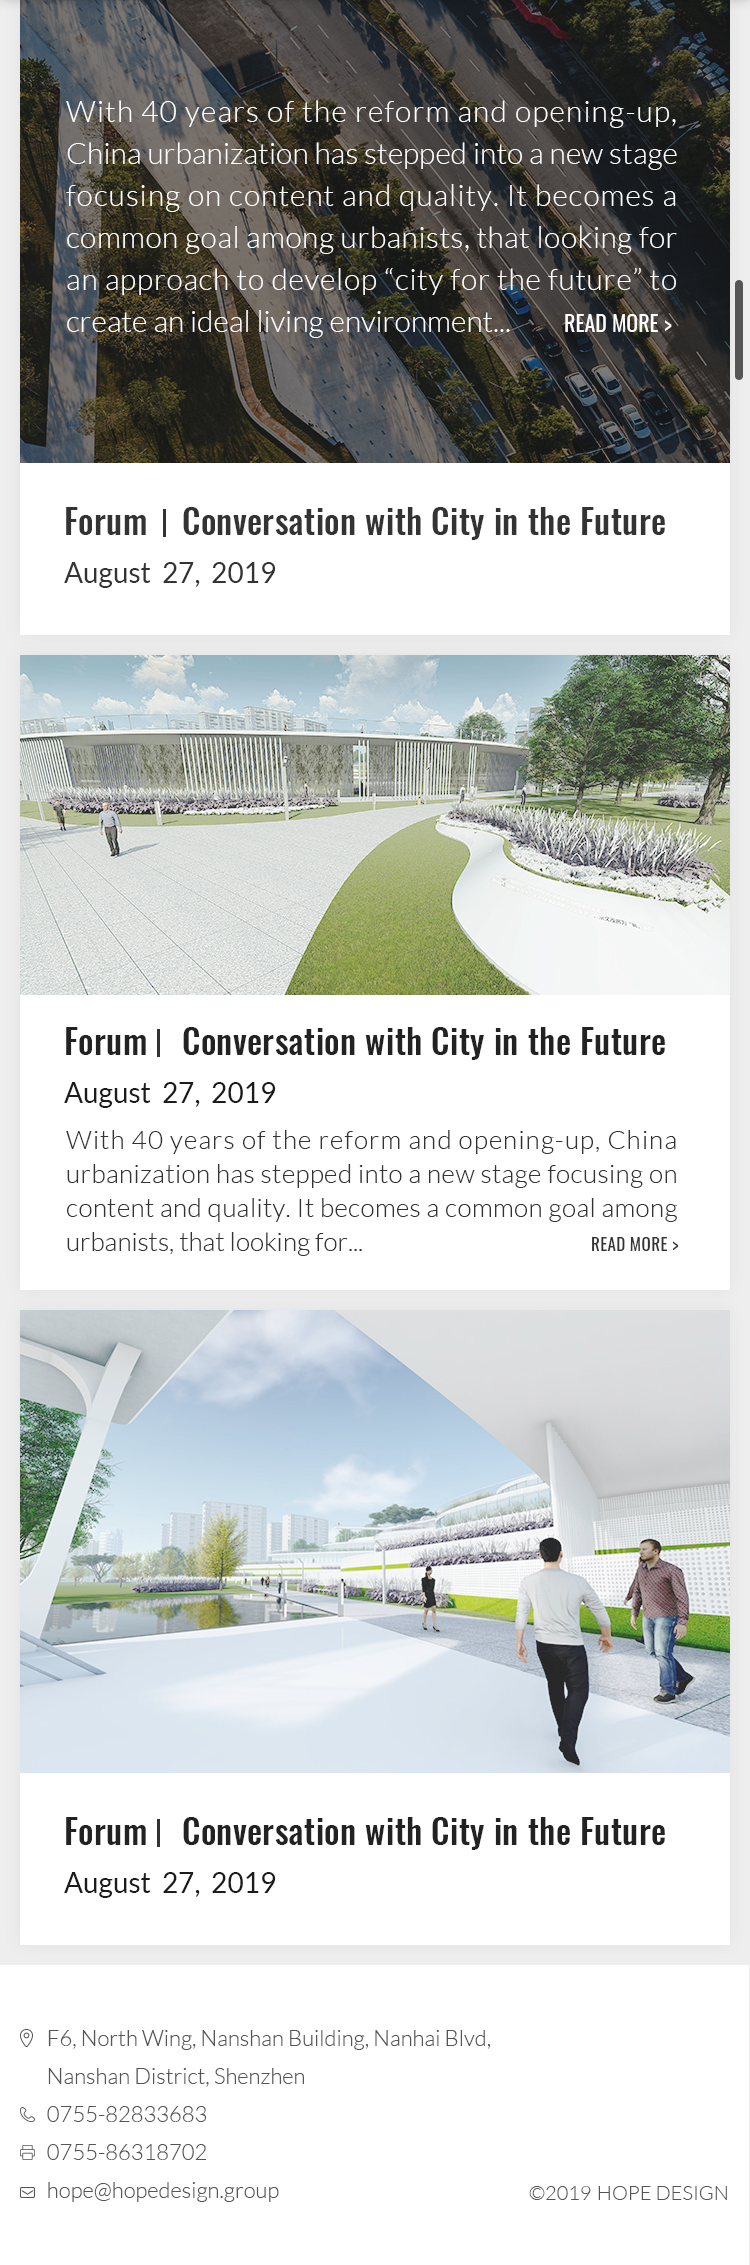 With 40 years of the reform and opening-up,
China urbanization has stepped into a new stage
focusing on content and quality. It becomes a
common goal among urbanists, that looking for
an approach to develop “city for the future” to
create an ideal living environment... READ MORE >
Forum | Conversation with City in the Future
August 27, 2019
Forum | Conversation with City in the Future
August 27, 2019
With 40 years of the reform and opening-up, China
urbanization has stepped into a new stage focusing on
content and quality. It becomes a common goal among
urbanists, that looking for... READ MORE >
Forum | Conversation with City in the Future
August 27, 2019
F6, North Wing, Nanshan Building, Nanhai Blvd,
Nanshan District, Shenzhen
0755-82833683
0755-86318702
hope@hopedesign.group ©2019 HOPE DESIGN